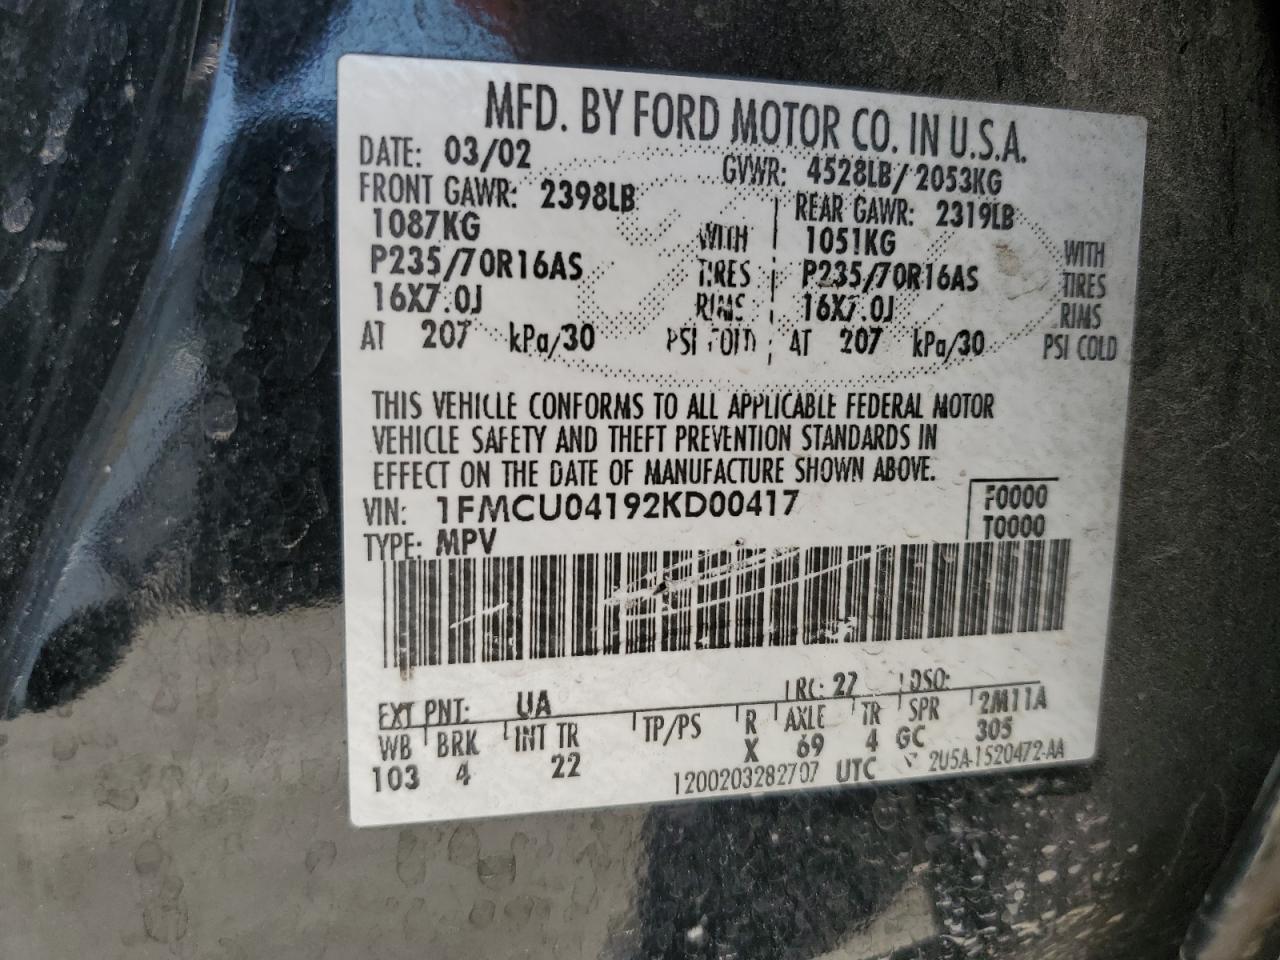 MFD. BY FORD MOTOR CO. IN U.S.A.
DATE: 03/02 GVWR: 4528LB/2053KG
FRONT GAWR: 2398LB REAR GAWR: 2319LB
1087KG WITH 1051KG WITH
P235/70R16AS TIRES P235/70R16AS TIRES
16X7.0J RIMS 16X7.0J RIMS
AT 207 kPa/30 PSI COLD AT 207 kPa/30 PSI COLD
THIS VEHICLE CONFORMS TO ALL APPLICABLE FEDERAL MOTOR
VEHICLE SAFETY AND THEFT PREVENTION STANDARDS IN
EFFECT ON THE DATE OF MANUFACTURE SHOWN ABOVE.
VIN: 1FMCU04192KD00417 F0000
TYPE: MPV T0000
EXT PNT: UA RC: 27 DSO:
WB BRK INT TR TP/PS R AXLE TR SPR 2M11A
103 4 22 X 69 4 GC 305
1200203282707 UTC 2U5A-1520472-AA